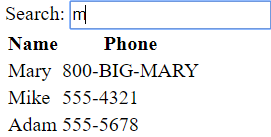 Search: m
Name Phone
Mary 800-BIG-MARY
Mike 555-4321
Adam 555-5678